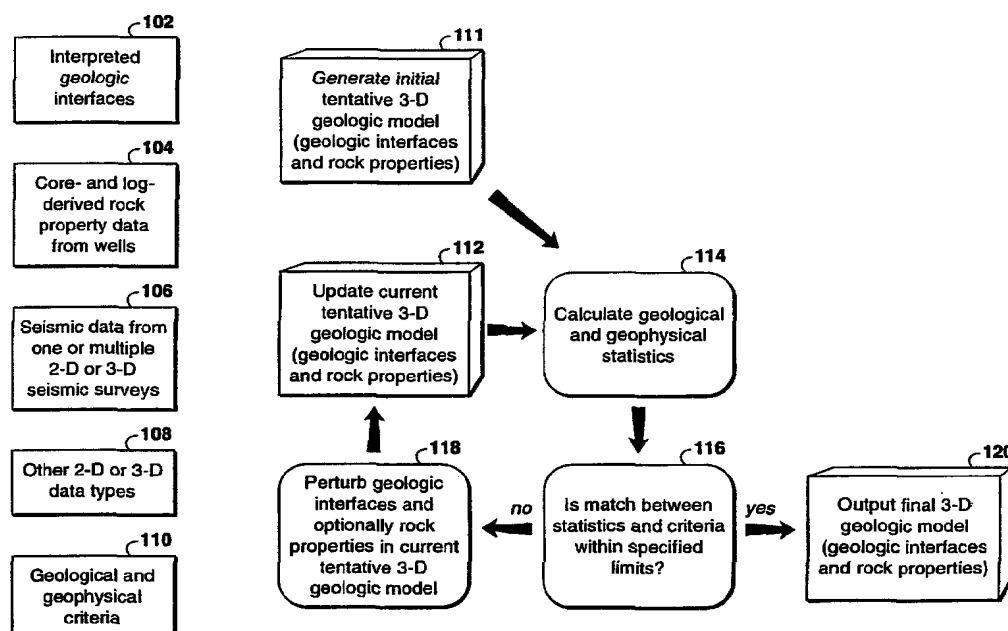 102
Interpreted
geologic
interfaces
104
Core- and log-
derived rock
property data
from wells
106
Seismic data from
one or multiple
2-D or 3-D
seismic surveys
108
Other 2-D or 3-D
data types
110
Geological and
geophysical
criteria
111
Generate initial
tentative 3-D
geologic model
(geologic interfaces
and rock properties)
112
Update current
tentative 3-D
geologic model
(geologic interfaces
and rock properties)
114
Calculate geological
and geophysical
statistics
118
Perturb geologic
interfaces and
optionally rock
properties in current
tentative 3-D
geologic model
no
116
Is match between
statistics and criteria
within specified
limits?
yes
120
Output final 3-D
geologic model
(geologic interfaces
and rock properties)